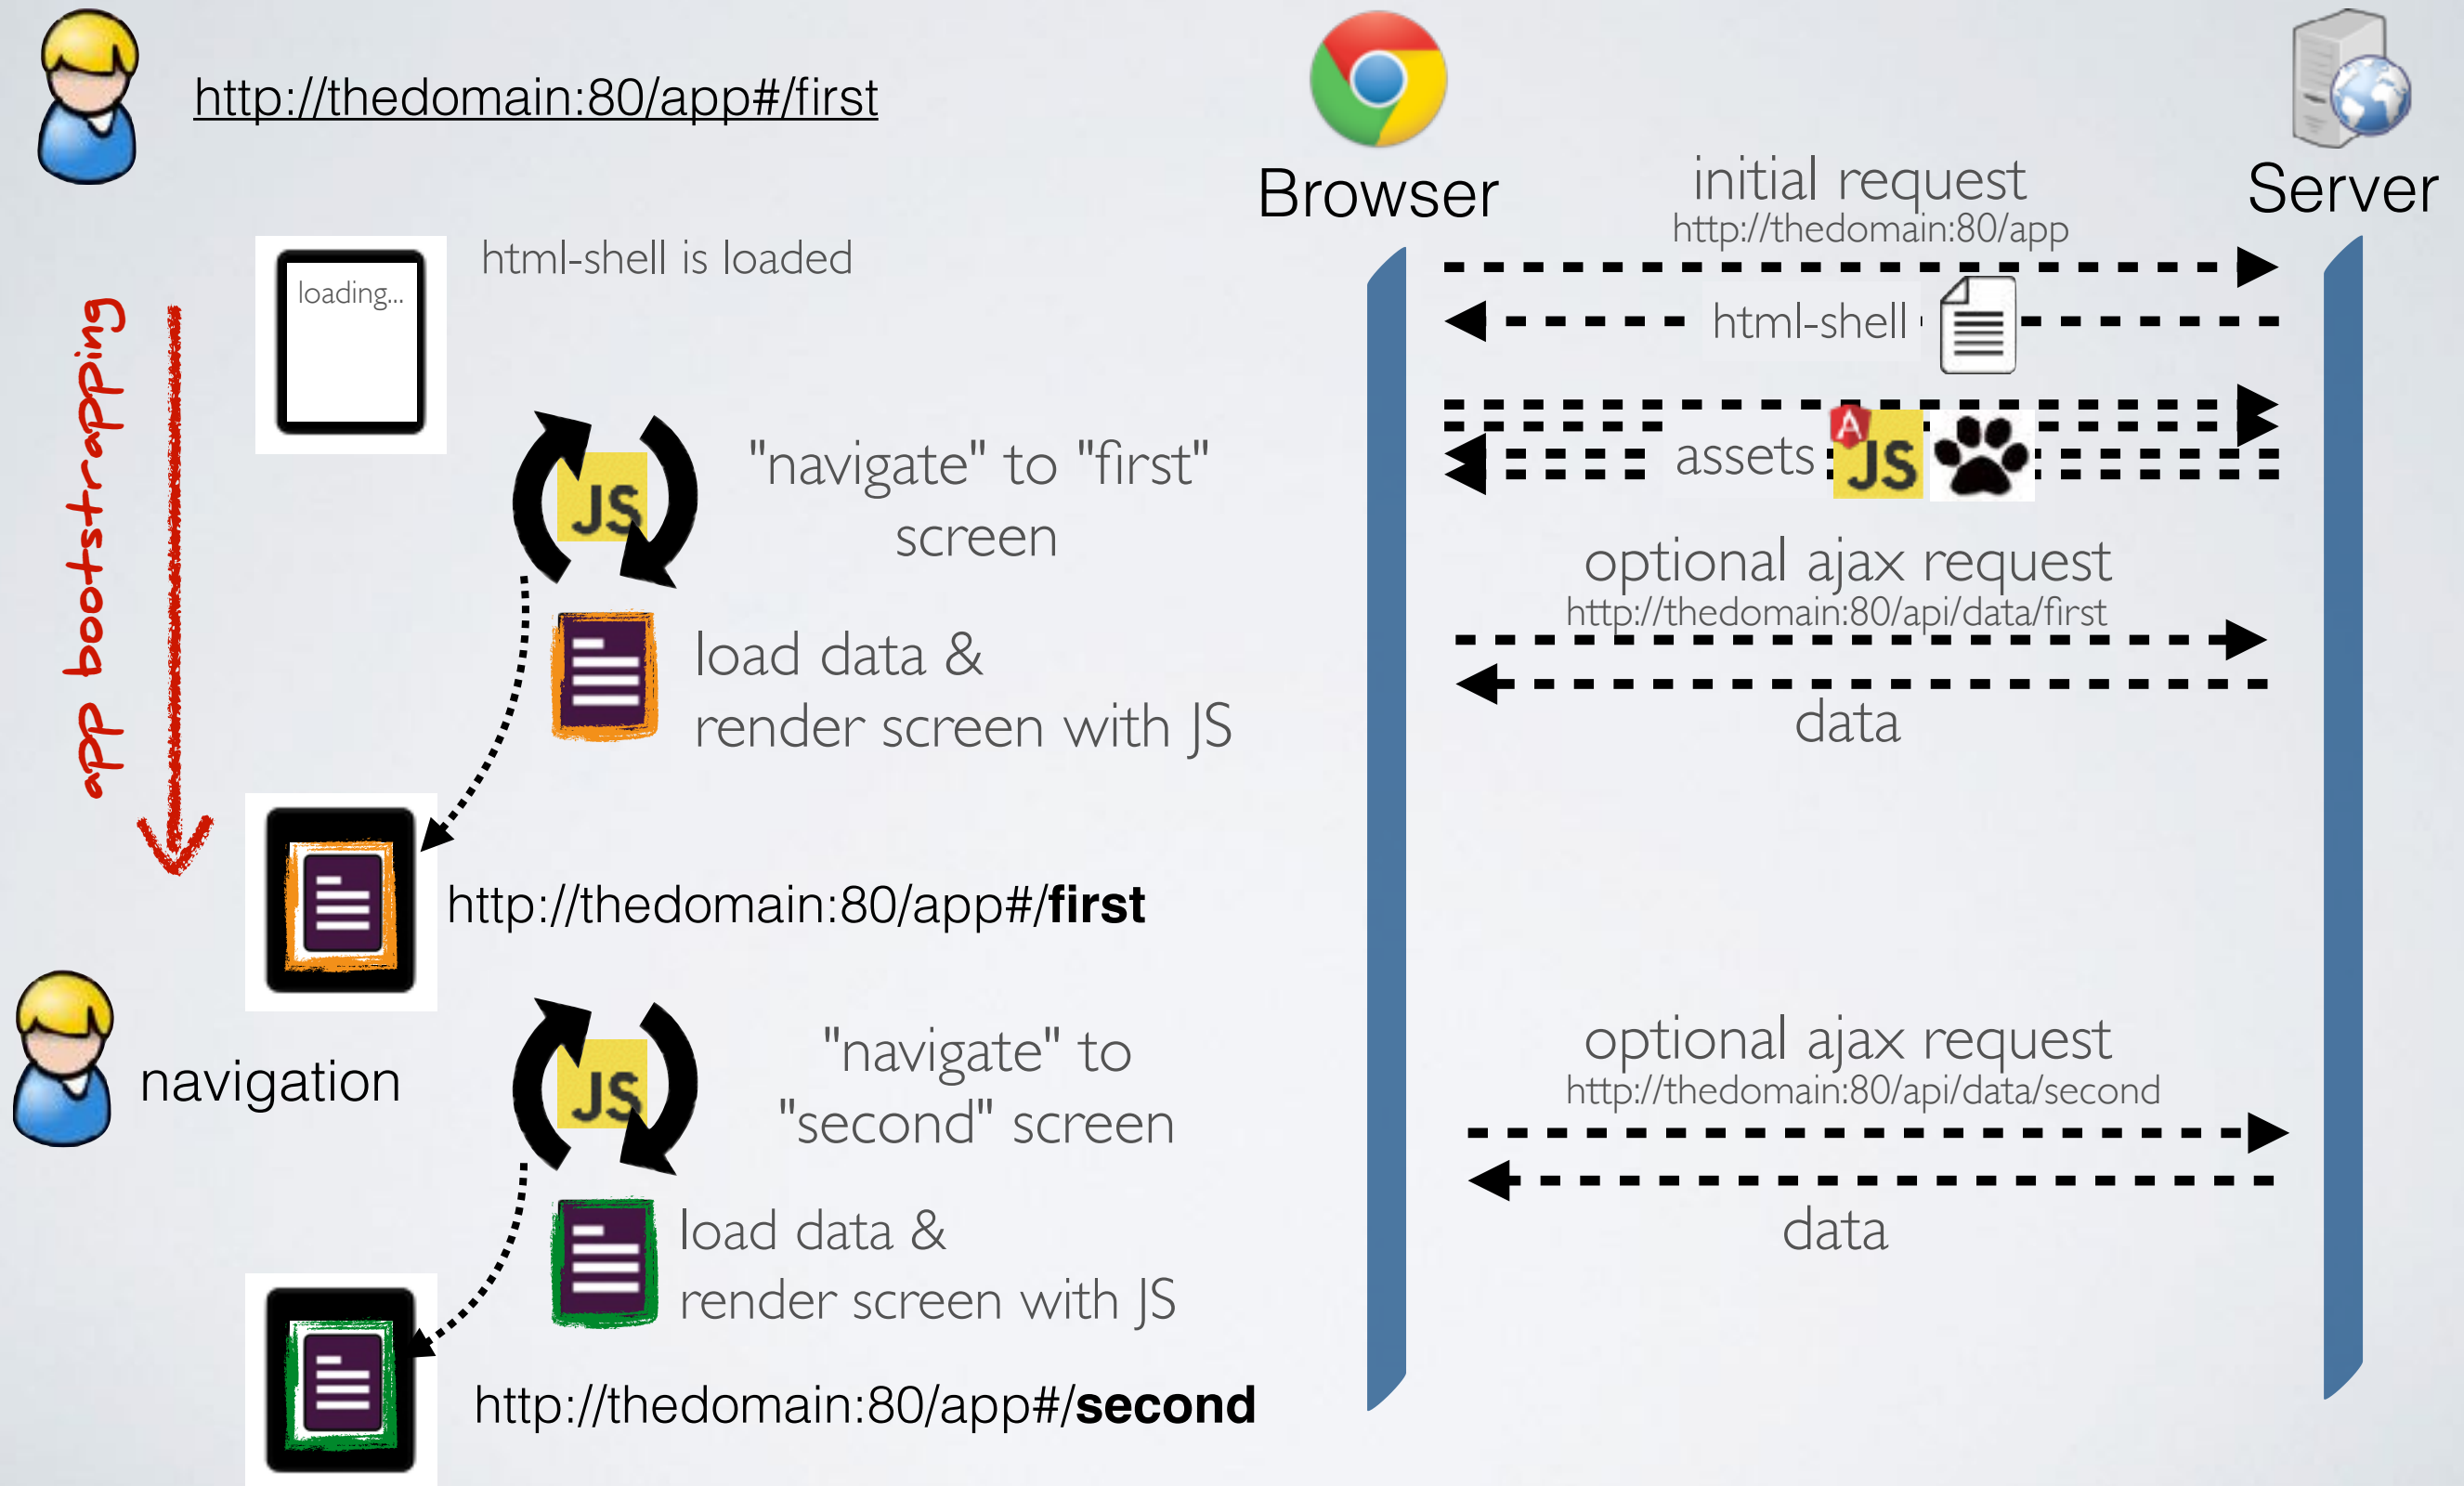 http://thedomain:80/app#/first
Browser
Server
initial request
http://thedomain:80/app
html-shell is loaded
loading...
html-shell
app bootstrapping
"navigate" to "first"
screen
JS
assets
A
JS
optional ajax request
http://thedomain:80/api/data/first
load data &
render screen with JS
data
http://thedomain:80/app#/first
navigation
JS
"navigate" to
"second" screen
optional ajax request
http://thedomain:80/api/data/second
load data &
render screen with JS
data
http://thedomain:80/app#/second